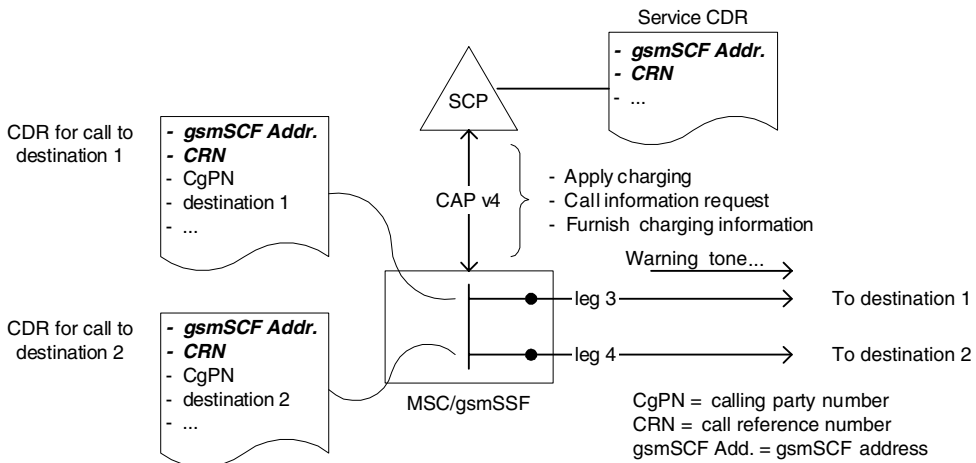 Service CDR
- gsmSCF Addr.
- CRN
- ...
SCP
CDR for call to
destination 1
- gsmSCF Addr.
- CRN
- CgPN
- destination 1
- ...
CAP v4
- Apply charging
- Call information request
- Furnish charging information
Warning tone...
leg 3
To destination 1
CDR for call to
destination 2
- gsmSCF Addr.
- CRN
- CgPN
- destination 2
- ...
leg 4
To destination 2
MSC/gsmSSF
CgPN = calling party number
CRN = call reference number
gsmSCF Add. = gsmSCF address